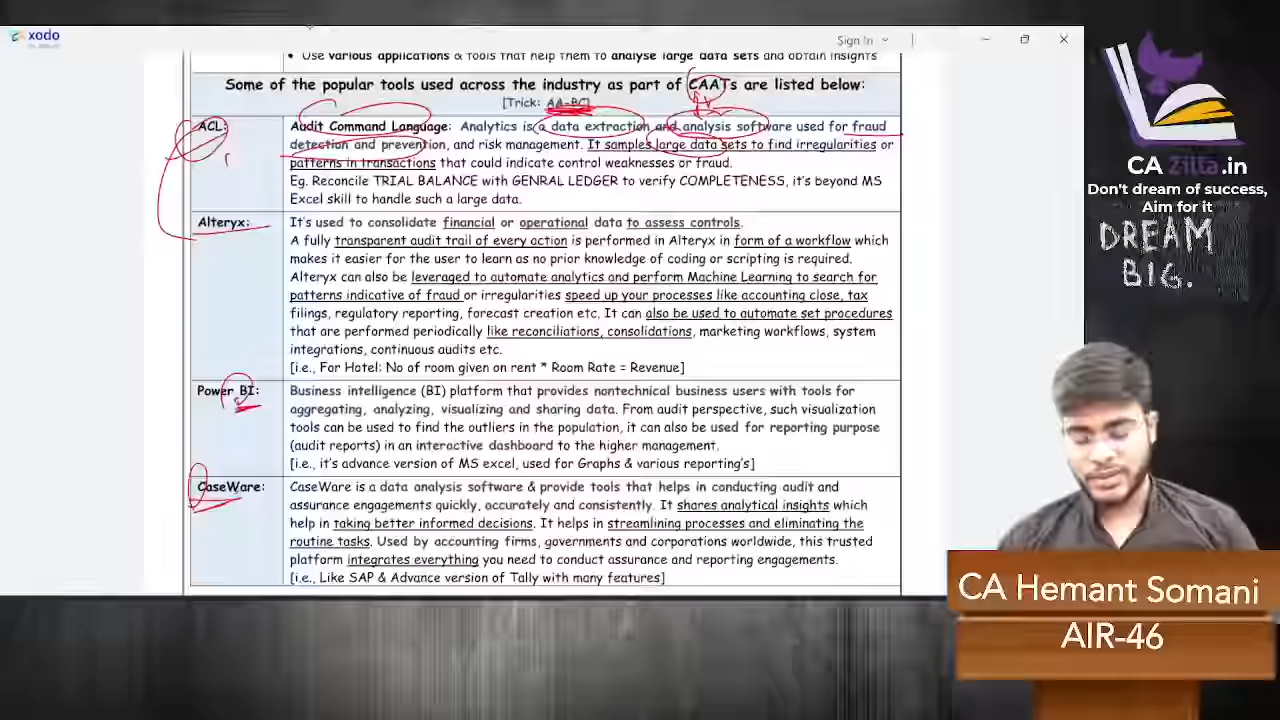 xodo
Sign In
• Use various applications & tools that help them to analyse large data sets and obtain insights
Some of the popular tools used across the industry as part of CAATs are listed below:
[Trick: AA-BC]
ACL:
Audit Command Language: Analytics is a data extraction and analysis software used for fraud
detection and prevention, and risk management. It samples large data sets to find irregularities or
patterns in transactions that could indicate control weaknesses or fraud.
Eg. Reconcile TRIAL BALANCE with GENRAL LEDGER to verify COMPLETENESS, it's beyond MS
Excel skill to handle such a large data.
Alteryx:
It's used to consolidate financial or operational data to assess controls.
A fully transparent audit trail of every action is performed in Alteryx in form of a workflow which
makes it easier for the user to learn as no prior knowledge of coding or scripting is required.
Alteryx can also be leveraged to automate analytics and perform Machine Learning to search for
patterns indicative of fraud or irregularities speed up your processes like accounting close, tax
filings, regulatory reporting, forecast creation etc. It can also be used to automate set procedures
that are performed periodically like reconciliations, consolidations, marketing workflows, system
integrations, continuous audits etc.
[i.e., For Hotel: No of room given on rent * Room Rate = Revenue]
Power BI:
Business intelligence (BI) platform that provides nontechnical business users with tools for
aggregating, analyzing, visualizing and sharing data. From audit perspective, such visualization
tools can be used to find the outliers in the population, it can also be used for reporting purpose
(audit reports) in an interactive dashboard to the higher management.
[i.e., it's advance version of MS excel, used for Graphs & various reporting's]
CaseWare:
CaseWare is a data analysis software & provide tools that helps in conducting audit and
assurance engagements quickly, accurately and consistently. It shares analytical insights which
help in taking better informed decisions. It helps in streamlining processes and eliminating the
routine tasks. Used by accounting firms, governments and corporations worldwide, this trusted
platform integrates everything you need to conduct assurance and reporting engagements.
[i.e., Like SAP & Advance version of Tally with many features]
CA Zilla.in
Don't dream of success,
Aim for it
DREAM
BIG.
CA Hemant Somani
AIR-46